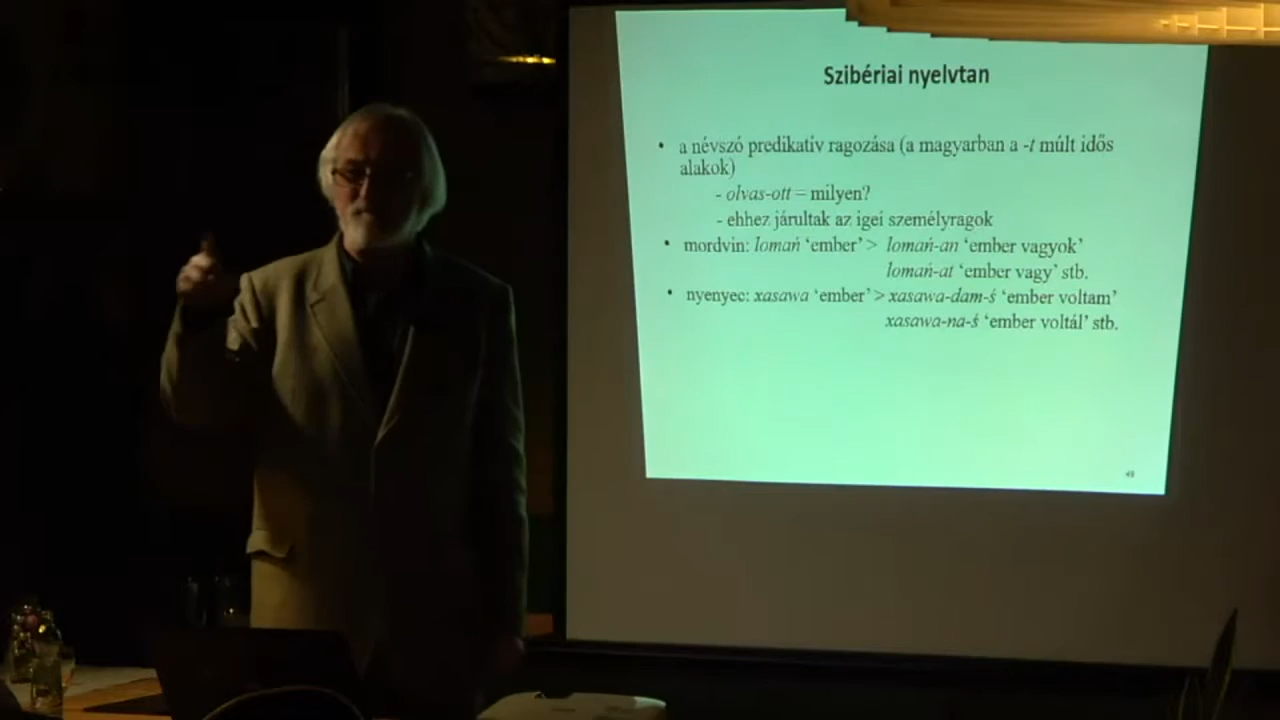 Szibériai nyelvtan
• a névszó predikatív ragozása (a magyarban a -t múlt idős
alakok)
- olvas-ott = milyen?
- ehhez járultak az igei személyragok
• mordvin: lomań ‘ember’ > lomań-an ‘ember vagyok’
lomań-at ‘ember vagy’ stb.
• nyenyec: xasawa ‘ember’ > xasawa-dam-ś ‘ember voltam’
xasawa-na-ś ‘ember voltál’ stb.